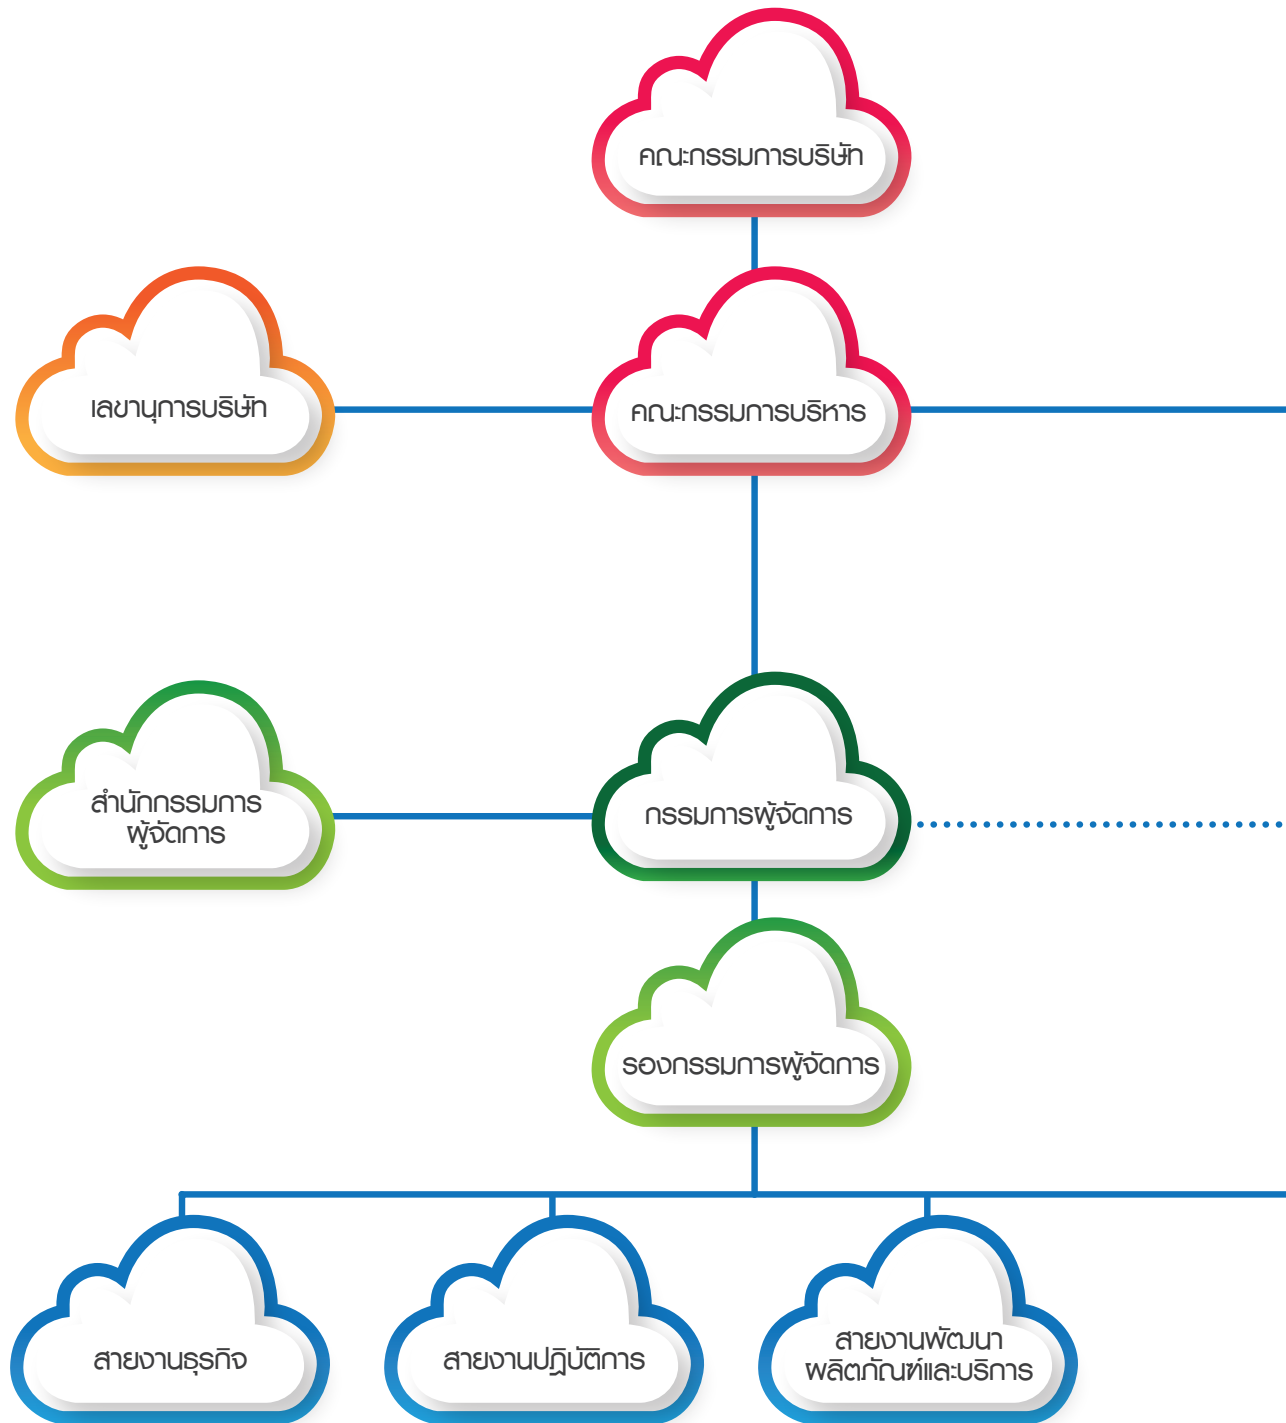 คณะกรรมการบริษัท
เลขานุการบริษัท
คณะกรรมการบริหาร
สำนักกรรมการ
ผู้จัดการ
กรรมการผู้จัดการ
รองกรรมการผู้จัดการ
สายงานธุรกิจ
สายงานปฏิบัติการ
สายงานพัฒนา
ผลิตภัณฑ์และบริการ